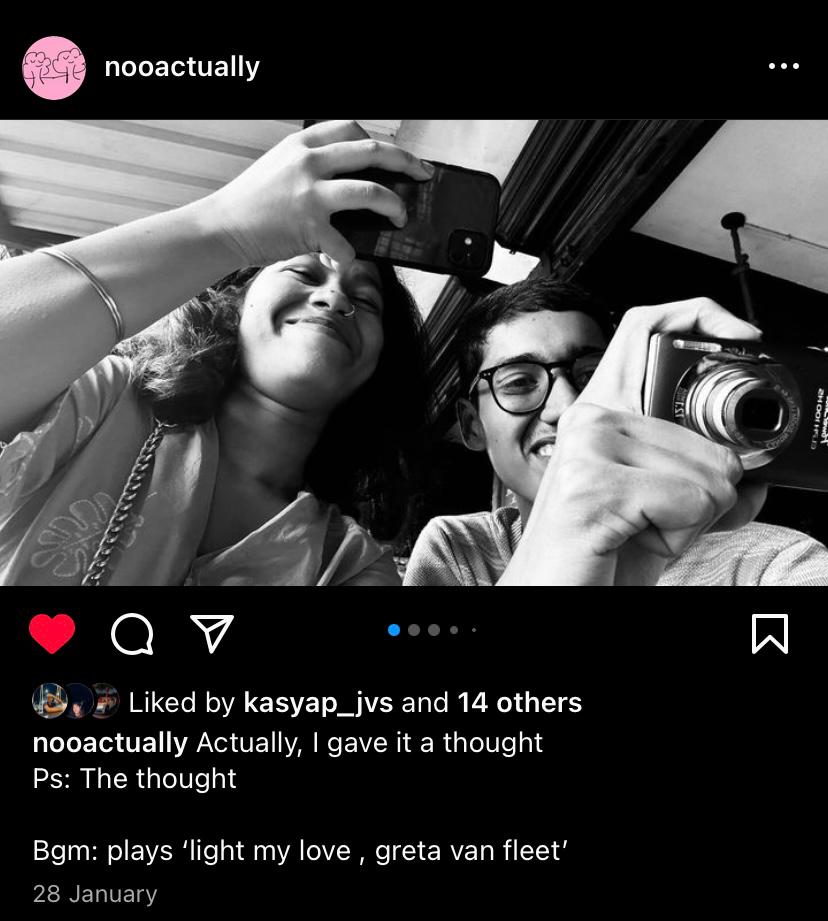 nooactually
Liked by kasyap_jvs and 14 others
nooactually Actually, I gave it a thought
Ps: The thought
Bgm: plays ‘light my love , greta van fleet’
28 January